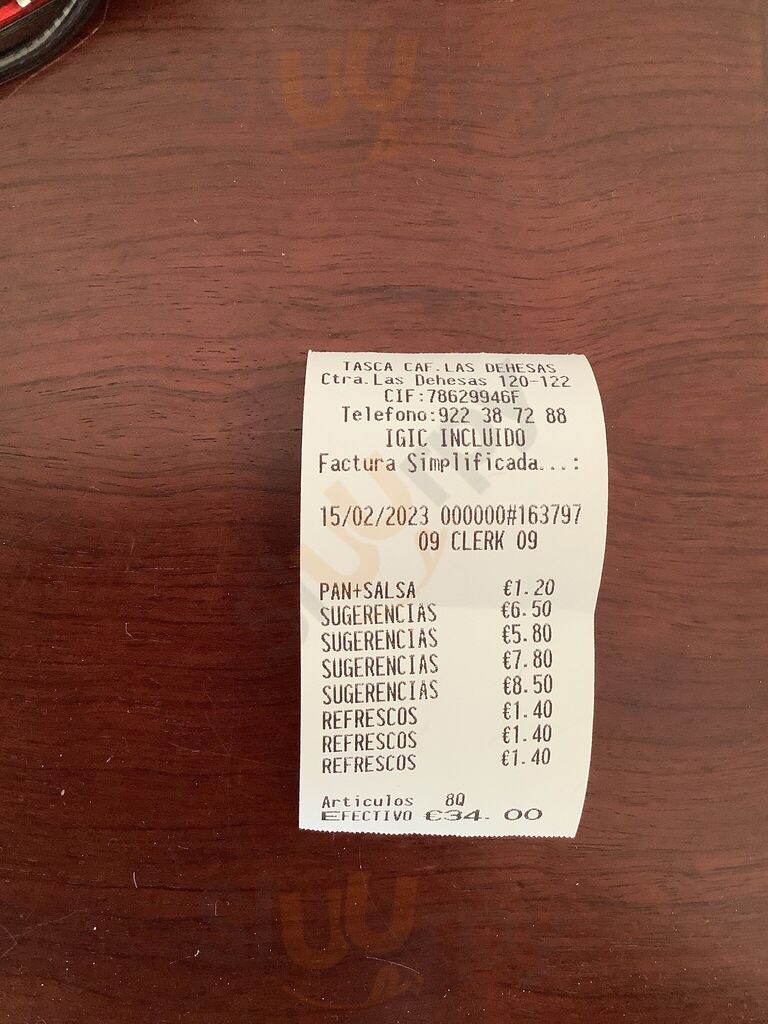 TASCA CAF.LAS DEHESAS
Ctra.Las Dehesas 120-122
CIF:78629946F
Telefono:922 38 72 88
IGIC INCLUIDO
Factura Simplificada...:
15/02/2023 000000#163797
09 CLERK 09
PAN+SALSA €1.20
SUGERENCIAS €6.50
SUGERENCIAS €5.80
SUGERENCIAS €7.80
SUGERENCIAS €8.50
REFRESCOS €1.40
REFRESCOS €1.40
REFRESCOS €1.40
Articulos 8Q
EFECTIVO €34.00